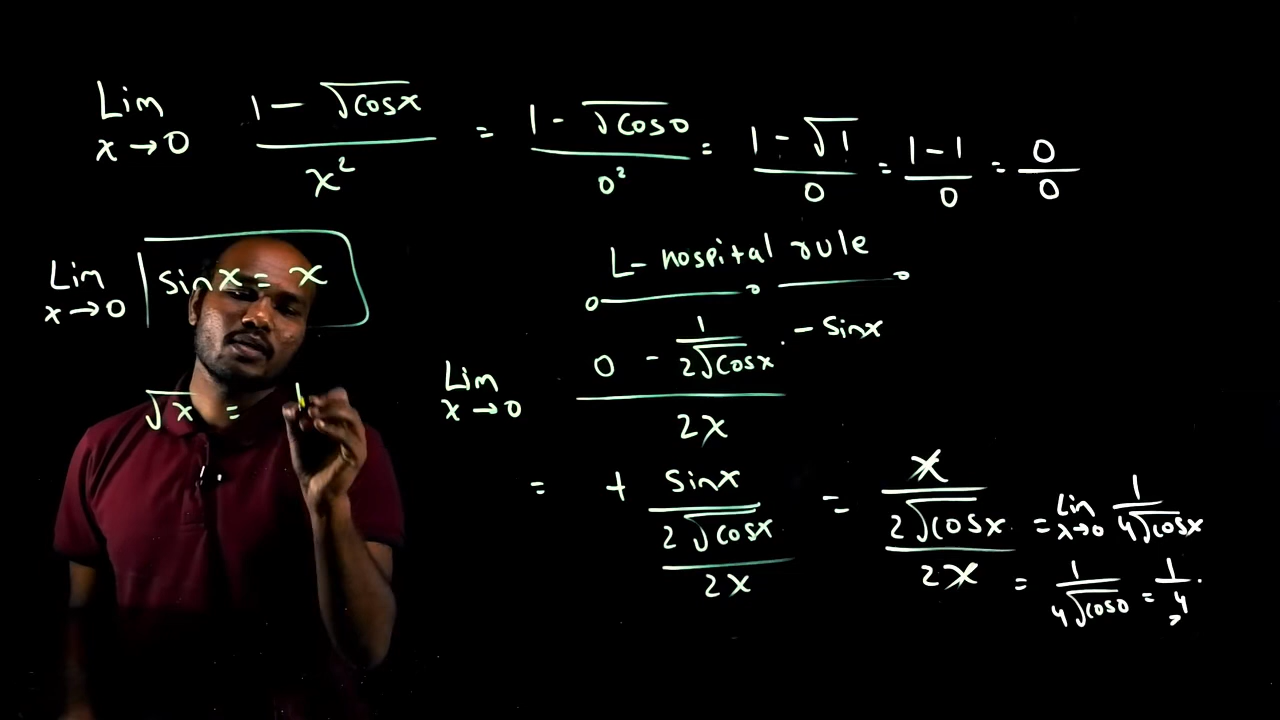 Lim x→0 (1 - √cosx)/x² = (1 - √cos0)/0² = (1 - √1)/0 = (1-1)/0 = 0/0
L- hospital rule
Lim x→0 | sinx = x
Lim x→0 (0 - 1/(2√cosx) · - sinx)/(2x)
√x = 1
= + (sinx/(2√cosx))/(2x) = (x/(2√cosx))/(2x) = Lim x→0 1/(4√cosx)
= 1/(4√cos0) = 1/4 .